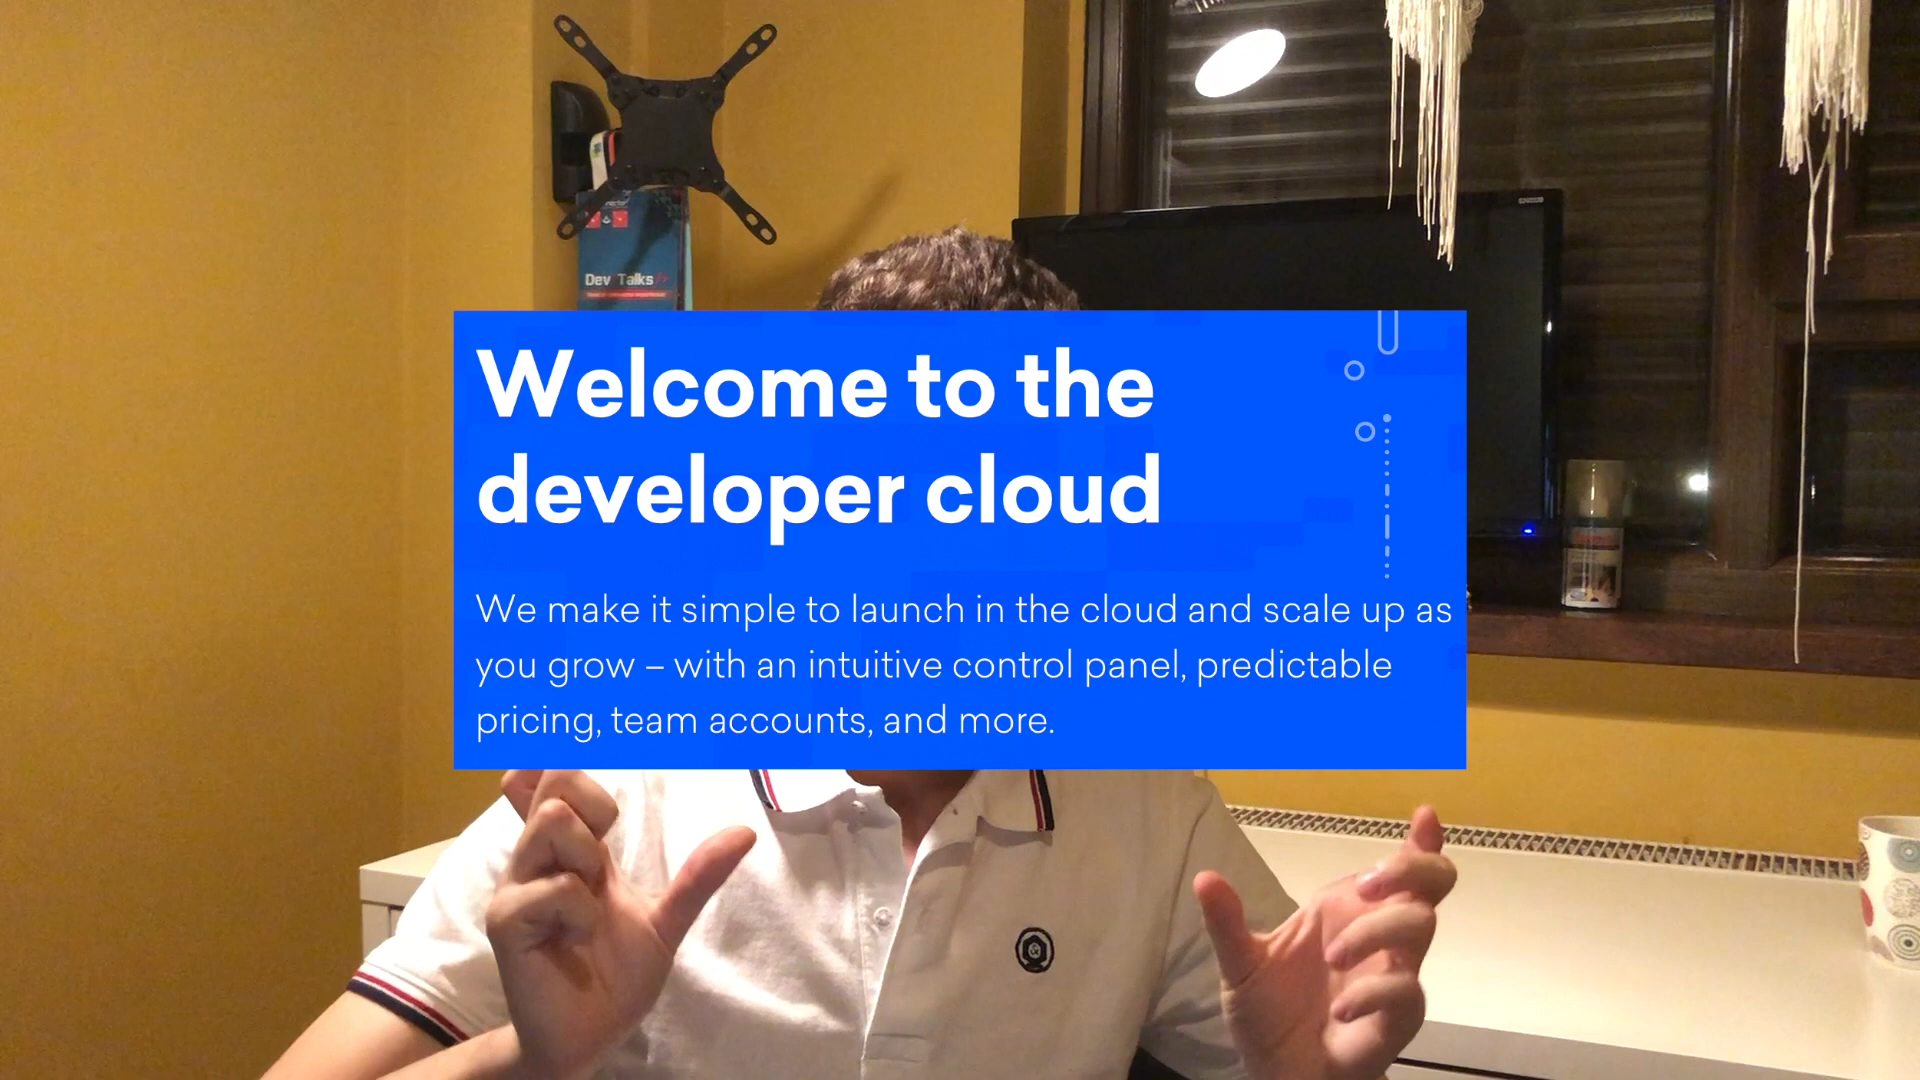 Dev Talks
Welcome to the
developer cloud
We make it simple to launch in the cloud and scale up as
you grow – with an intuitive control panel, predictable
pricing, team accounts, and more.